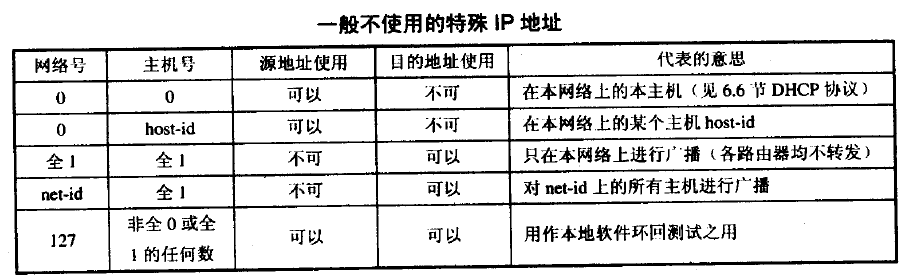 一般不使用的特殊 IP 地址
网络号 主机号 源地址使用 目的地址使用 代表的意思
0 0 可以 不可 在本网络上的本主机（见 6.6 节 DHCP 协议）
0 host-id 可以 不可 在本网络上的某个主机 host-id
全 1 全 1 不可 可以 只在本网络上进行广播（各路由器均不转发）
net-id 全 1 不可 可以 对 net-id 上的所有主机进行广播
127 非全 0 或全 1 的任何数 可以 可以 用作本地软件环回测试之用